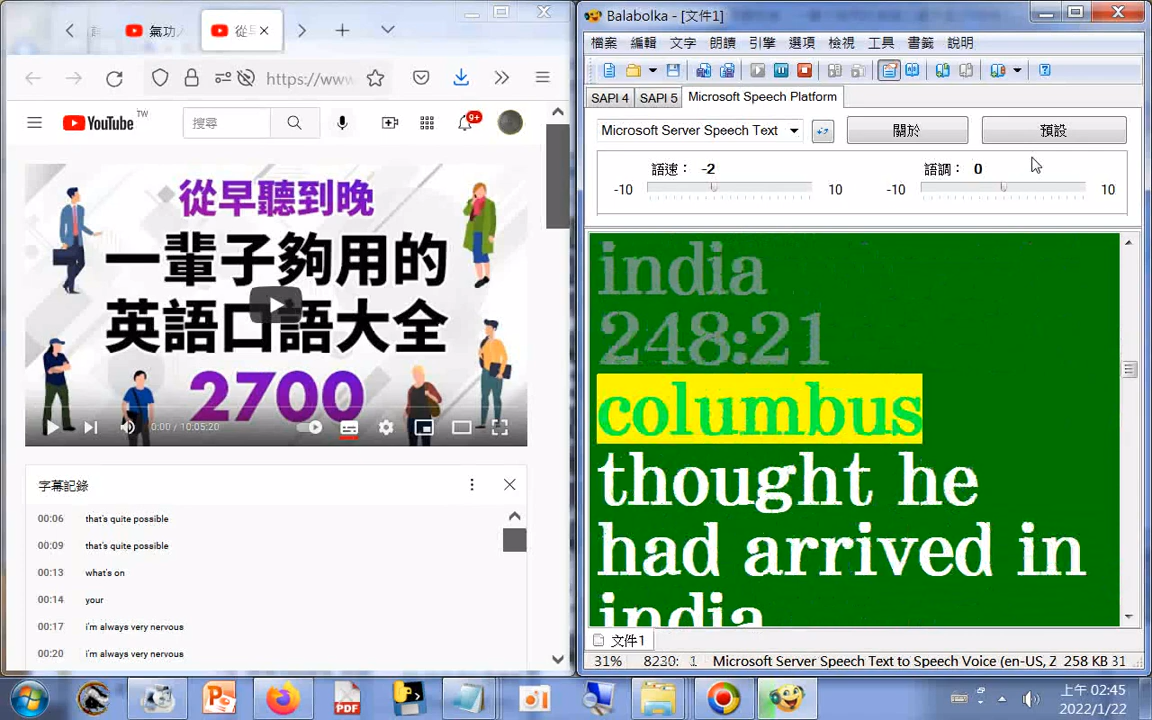 氣功
從
https://www
YouTube TW
搜尋
9+
從早聽到晚
一輩子夠用的
英語口語大全
2700
0:00 / 10:05:20
字幕記錄
00:06 that's quite possible
00:09 that's quite possible
00:13 what's on
00:14 your
00:17 i'm always very nervous
00:20 i'm always very nervous
Balabolka - [文件1]
檔案 編輯 文字 朗讀 引擎 選項 檢視 工具 書籤 說明
SAPI 4 SAPI 5 Microsoft Speech Platform
Microsoft Server Speech Text 關於 預設
語速： -2 語調： 0
-10 10 -10 10
india
248:21
columbus
thought he
had arrived in
india
文件1
31% 8230: 1 Microsoft Server Speech Text to Speech Voice (en-US, Z 258 KB 31
PDF
上午 02:45
2022/1/22